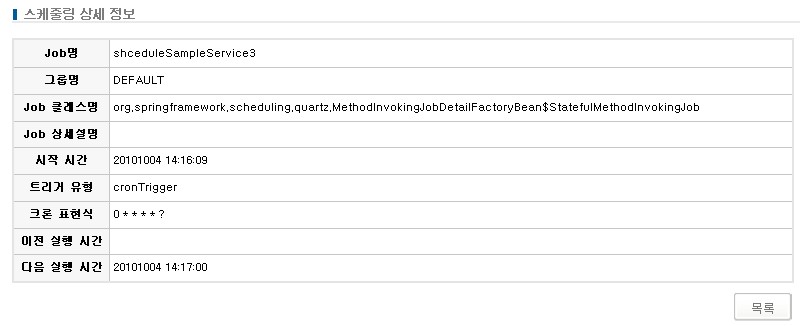 스케줄링 상세 정보
Job명 shceduleSampleService3
그룹명 DEFAULT
Job 클래스명 org.springframework.scheduling.quartz.MethodInvokingJobDetailFactoryBean$StatefulMethodInvokingJob
Job 상세설명
시작 시간 20101004 14:16:09
트리거 유형 cronTrigger
크론 표현식 0 * * * * ?
이전 실행 시간
다음 실행 시간 20101004 14:17:00
목록